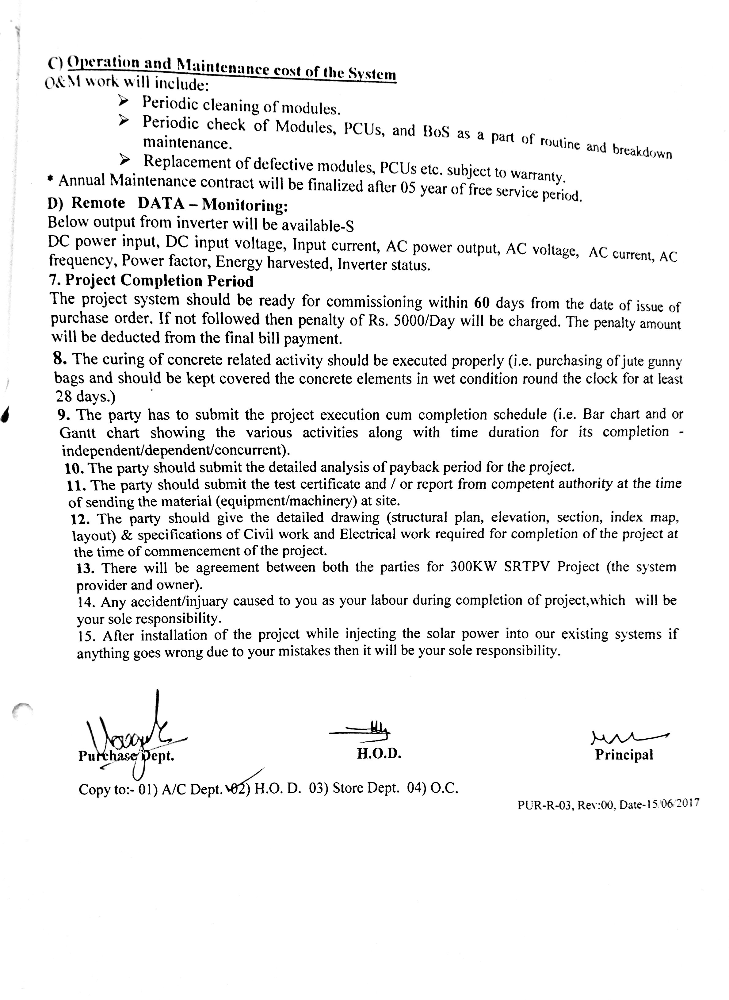 C) Operation and Maintenance cost of the System
O&M work will include:
➢ Periodic cleaning of modules.
➢ Periodic check of Modules, PCUs, and BoS as a part of routine and breakdown
maintenance.
➢ Replacement of defective modules, PCUs etc. subject to warranty.
* Annual Maintenance contract will be finalized after 05 year of free service period.
D) Remote DATA – Monitoring:
Below output from inverter will be available-S
DC power input, DC input voltage, Input current, AC power output, AC voltage, AC current, AC
frequency, Power factor, Energy harvested, Inverter status.
7. Project Completion Period
The project system should be ready for commissioning within 60 days from the date of issue of
purchase order. If not followed then penalty of Rs. 5000/Day will be charged. The penalty amount
will be deducted from the final bill payment.
8. The curing of concrete related activity should be executed properly (i.e. purchasing of jute gunny
bags and should be kept covered the concrete elements in wet condition round the clock for at least
28 days.)
9. The party has to submit the project execution cum completion schedule (i.e. Bar chart and or
Gantt chart showing the various activities along with time duration for its completion -
independent/dependent/concurrent).
10. The party should submit the detailed analysis of payback period for the project.
11. The party should submit the test certificate and / or report from competent authority at the time
of sending the material (equipment/machinery) at site.
12. The party should give the detailed drawing (structural plan, elevation, section, index map,
layout) & specifications of Civil work and Electrical work required for completion of the project at
the time of commencement of the project.
13. There will be agreement between both the parties for 300KW SRTPV Project (the system
provider and owner).
14. Any accident/injuary caused to you as your labour during completion of project,which will be
your sole responsibility.
15. After installation of the project while injecting the solar power into our existing systems if
anything goes wrong due to your mistakes then it will be your sole responsibility.
Purchase Dept. H.O.D. Principal
Copy to:- 01) A/C Dept. 02) H.O. D. 03) Store Dept. 04) O.C.
PUR-R-03, Rev:00, Date-15/06/2017